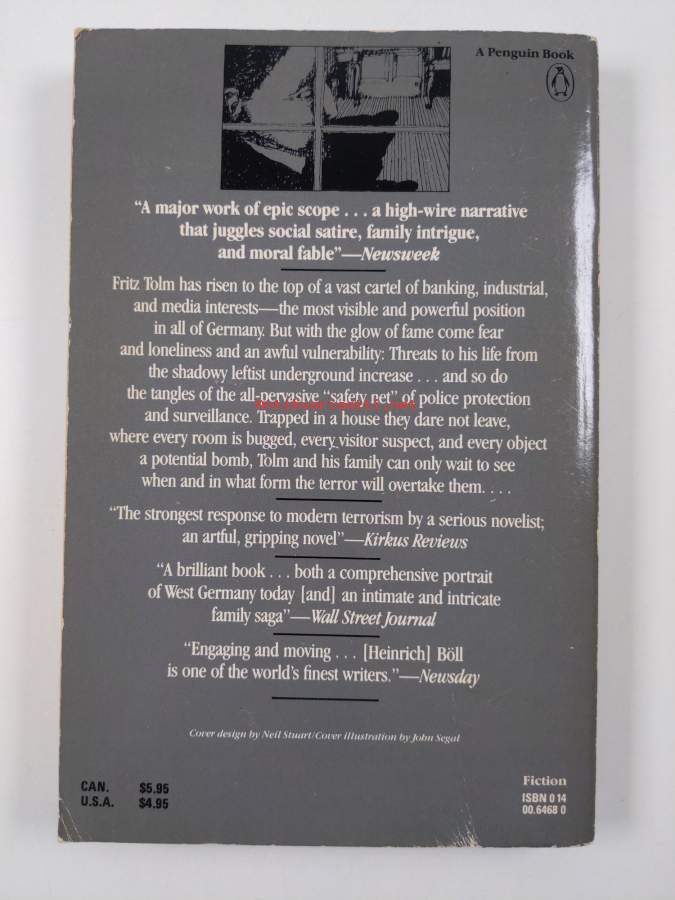 A Penguin Book
“A major work of epic scope . . . a high-wire narrative
that juggles social satire, family intrigue,
and moral fable”—Newsweek
Fritz Tolm has risen to the top of a vast cartel of banking, industrial,
and media interests—the most visible and powerful position
in all of Germany. But with the glow of fame come fear
and loneliness and an awful vulnerability: Threats to his life from
the shadowy leftist underground increase . . . and so do
the tangles of the all-pervasive “safety net” of police protection
and surveillance. Trapped in a house they dare not leave,
where every room is bugged, every visitor suspect, and every object
a potential bomb, Tolm and his family can only wait to see
when and in what form the terror will overtake them. . . .
“The strongest response to modern terrorism by a serious novelist;
an artful, gripping novel”—Kirkus Reviews
“A brilliant book . . . both a comprehensive portrait
of West Germany today [and] an intimate and intricate
family saga”—Wall Street Journal
“Engaging and moving . . . [Heinrich] Böll
is one of the world’s finest writers.”—Newsday
Cover design by Neil Stuart/Cover illustration by John Segal
CAN. $5.95
U.S.A. $4.95
Fiction
ISBN 0 14
00.6468 0